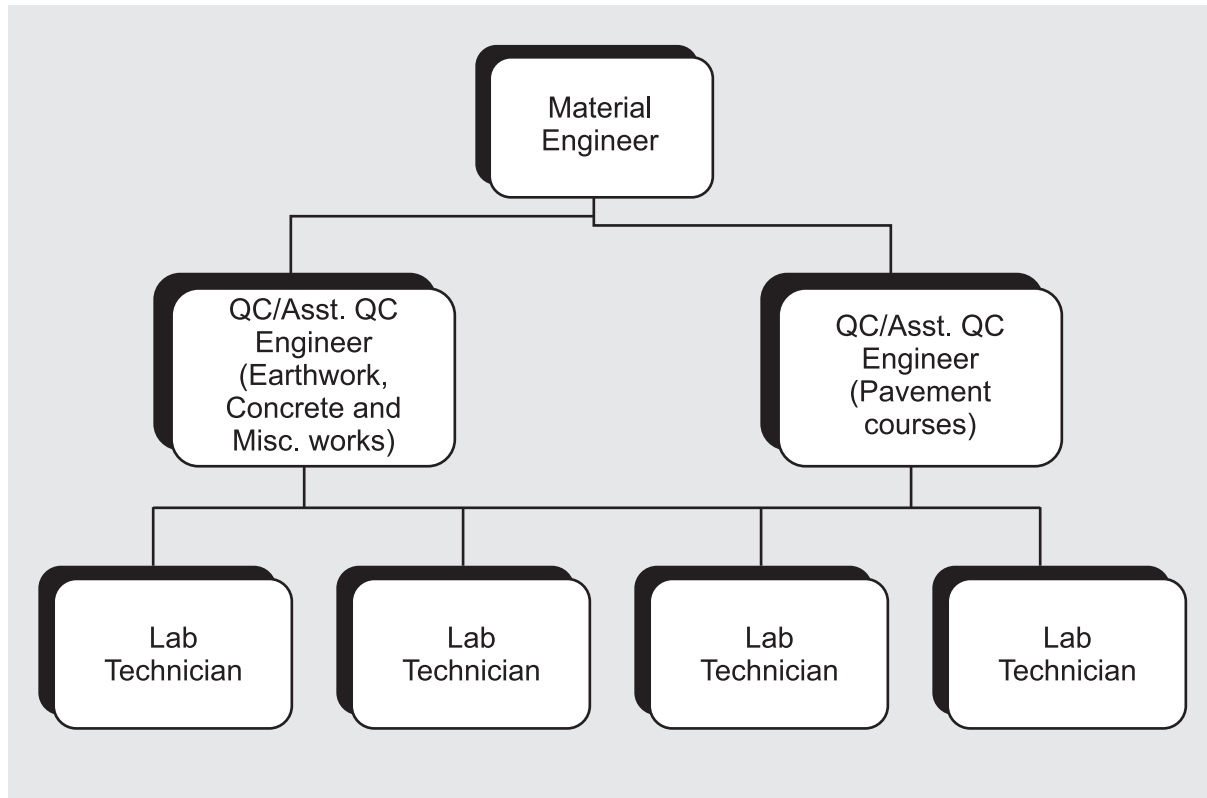 Material
Engineer
QC/Asst. QC
Engineer
(Earthwork,
Concrete and
Misc. works)
QC/Asst. QC
Engineer
(Pavement
courses)
Lab
Technician
Lab
Technician
Lab
Technician
Lab
Technician